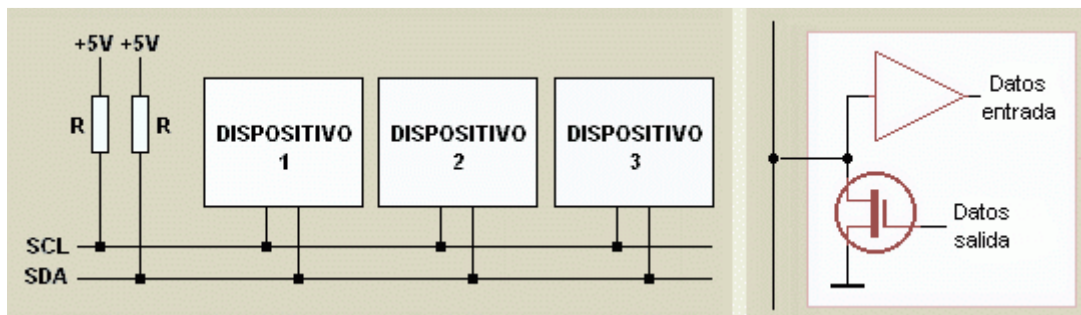 +5V +5V
R
R
DISPOSITIVO
1
DISPOSITIVO
2
DISPOSITIVO
3
SCL
SDA
Datos
entrada
Datos
salida